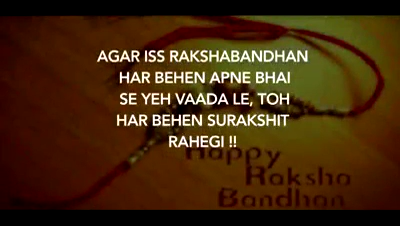 AGAR ISS RAKSHABANDHAN
HAR BEHEN APNE BHAI
SE YEH VAADA LE, TOH
HAR BEHEN SURAKSHIT
RAHEGI !!
Happy
Raksha
Bandhan